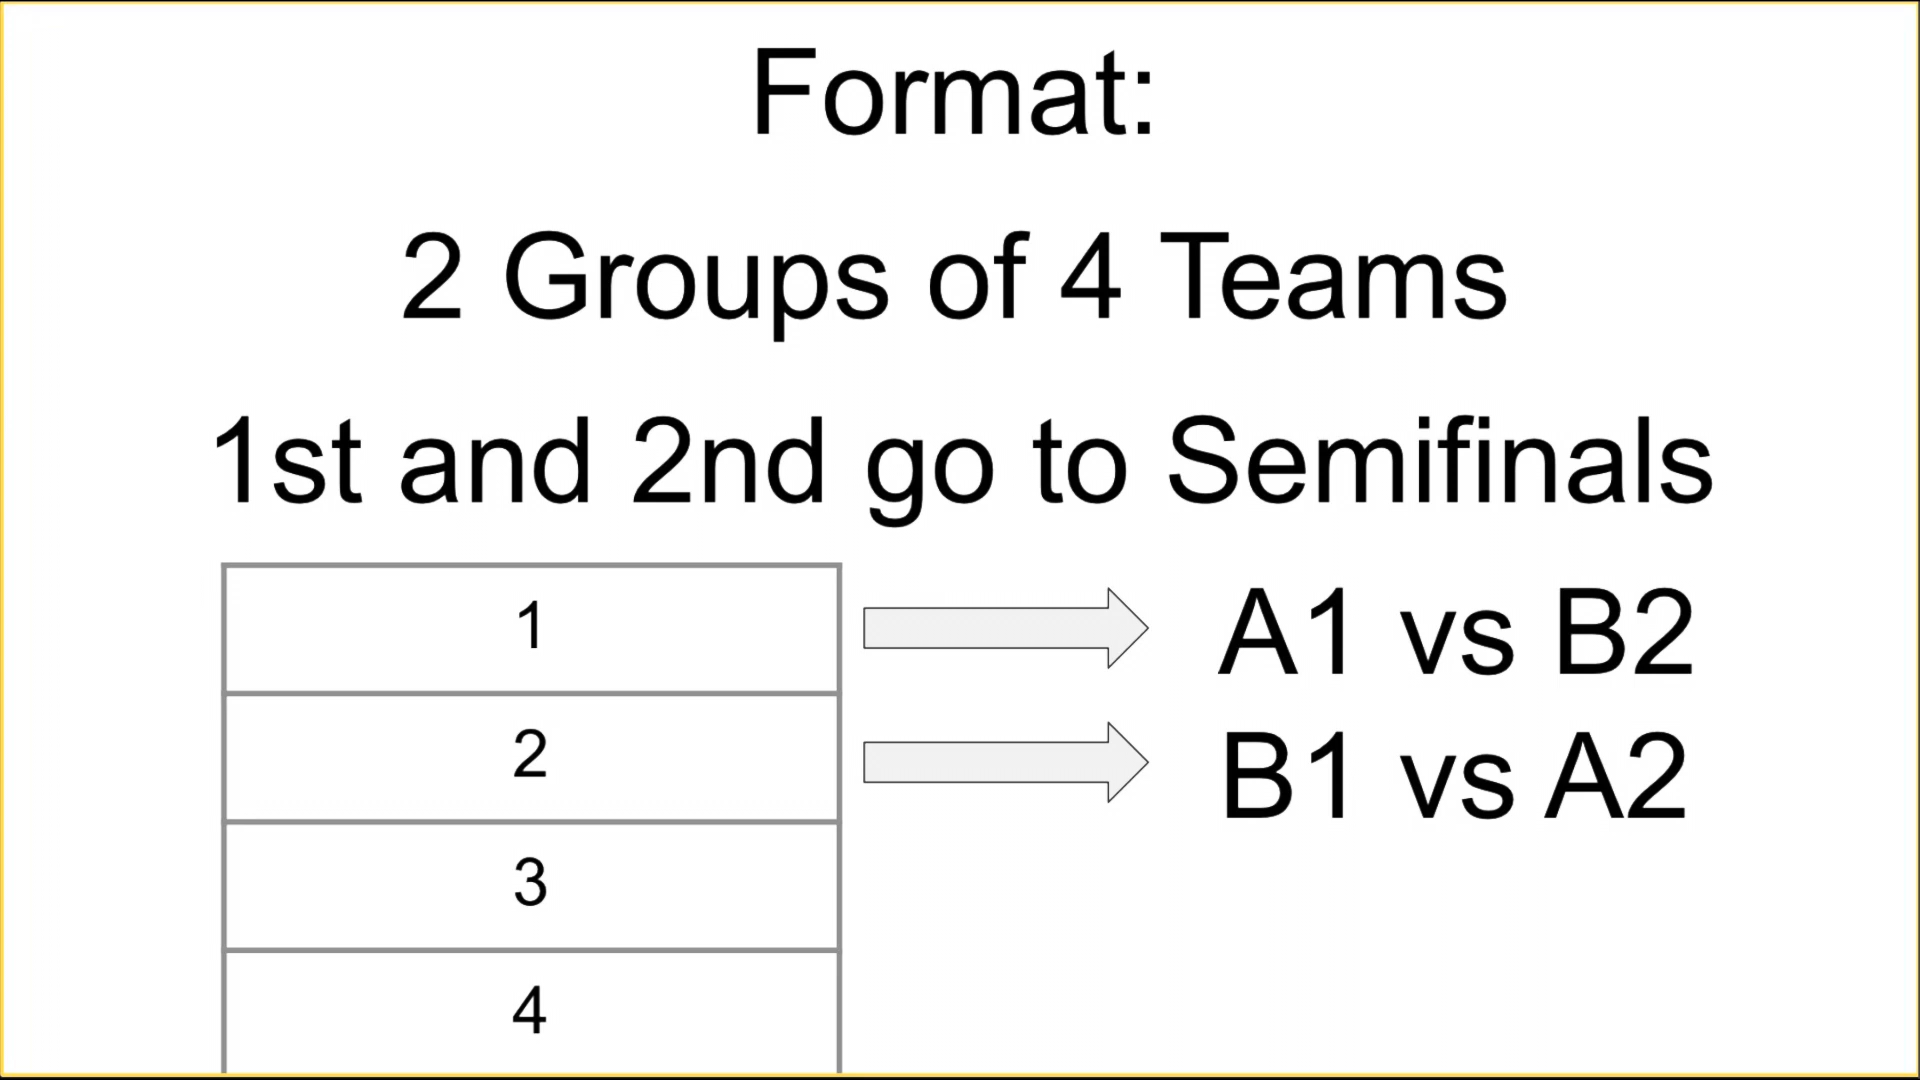 Format:
2 Groups of 4 Teams
1st and 2nd go to Semifinals
1
A1 vs B2
2
B1 vs A2
3
4